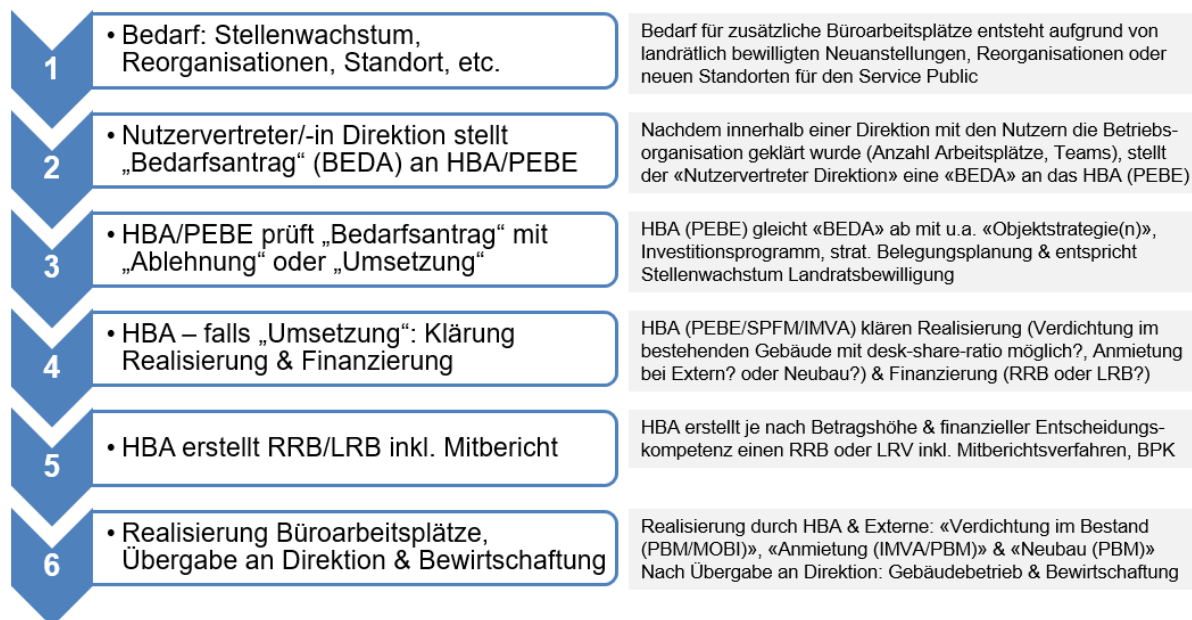 1
• Bedarf: Stellenwachstum,
Reorganisationen, Standort, etc.
Bedarf für zusätzliche Büroarbeitsplätze entsteht aufgrund von
landrätlich bewilligten Neuanstellungen, Reorganisationen oder
neuen Standorten für den Service Public
2
• Nutzervertreter/-in Direktion stellt
„Bedarfsantrag“ (BEDA) an HBA/PEBE
Nachdem innerhalb einer Direktion mit den Nutzern die Betriebs-
organisation geklärt wurde (Anzahl Arbeitsplätze, Teams), stellt
der «Nutzervertreter Direktion» eine «BEDA» an das HBA (PEBE)
3
• HBA/PEBE prüft „Bedarfsantrag“ mit
„Ablehnung“ oder „Umsetzung“
HBA (PEBE) gleicht «BEDA» ab mit u.a. «Objektstrategie(n)»,
Investitionsprogramm, strat. Belegungsplanung & entspricht
Stellenwachstum Landratsbewilligung
4
• HBA – falls „Umsetzung“: Klärung
Realisierung & Finanzierung
HBA (PEBE/SPFM/IMVA) klären Realisierung (Verdichtung im
bestehenden Gebäude mit desk-share-ratio möglich?, Anmietung
bei Extern? oder Neubau?) & Finanzierung (RRB oder LRB?)
5
• HBA erstellt RRB/LRB inkl. Mitbericht
HBA erstellt je nach Betragshöhe & finanzieller Entscheidungs-
kompetenz einen RRB oder LRV inkl. Mitberichtsverfahren, BPK
6
• Realisierung Büroarbeitsplätze,
Übergabe an Direktion & Bewirtschaftung
Realisierung durch HBA & Externe: «Verdichtung im Bestand
(PBM/MOBI)», «Anmietung (IMVA/PBM)» & «Neubau (PBM)»
Nach Übergabe an Direktion: Gebäudebetrieb & Bewirtschaftung